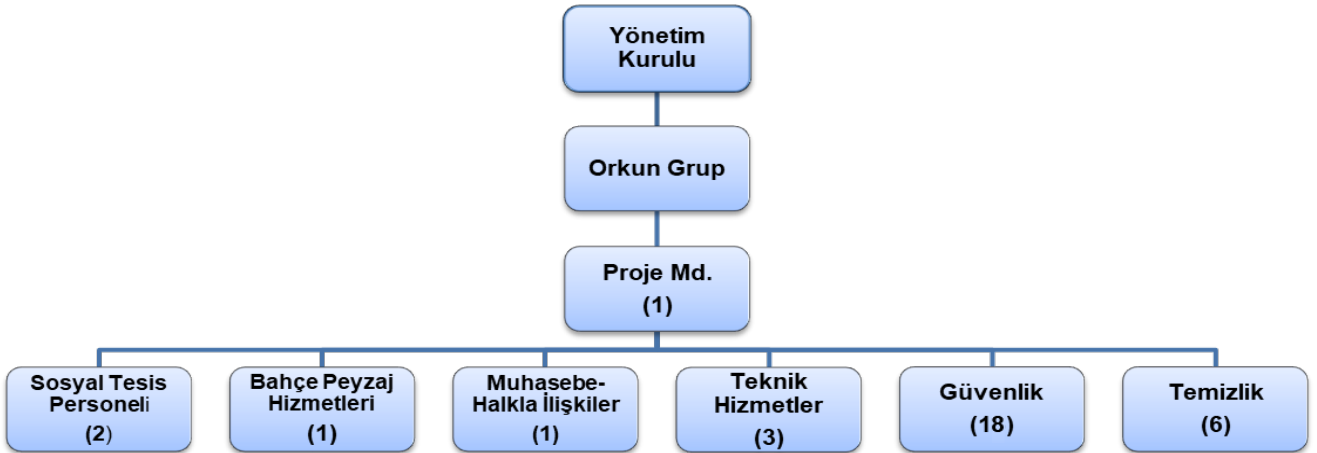 Yönetim
Kurulu
Orkun Grup
Proje Md.
(1)
Sosyal Tesis
Personeli
(2)
Bahçe Peyzaj
Hizmetleri
(1)
Muhasebe-
Halkla İlişkiler
(1)
Teknik
Hizmetler
(3)
Güvenlik
(18)
Temizlik
(6)